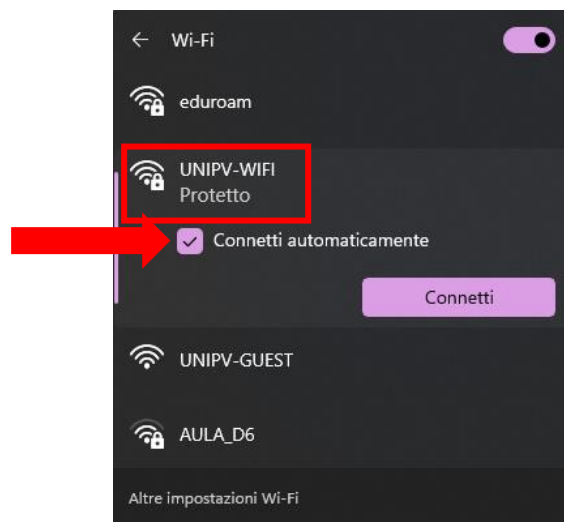 Wi-Fi
eduroam
UNIPV-WIFI
Protetto
Connetti automaticamente
Connetti
UNIPV-GUEST
AULA_D6
Altre impostazioni Wi-Fi